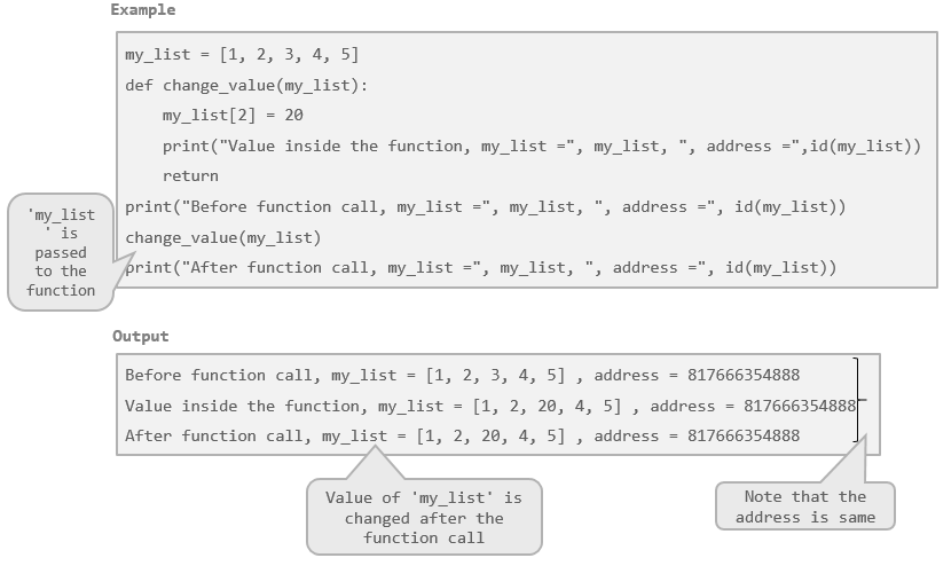 Example
my_list = [1, 2, 3, 4, 5]
def change_value(my_list):
    my_list[2] = 20
    print("Value inside the function, my_list =", my_list, ", address =",id(my_list))
    return
print("Before function call, my_list =", my_list, ", address =", id(my_list))
change_value(my_list)
print("After function call, my_list =", my_list, ", address =", id(my_list))
'my_list
' is
passed
to the
function
Output
Before function call, my_list = [1, 2, 3, 4, 5] , address = 817666354888
Value inside the function, my_list = [1, 2, 20, 4, 5] , address = 817666354888
After function call, my_list = [1, 2, 20, 4, 5] , address = 817666354888
Value of 'my_list' is
changed after the
function call
Note that the
address is same